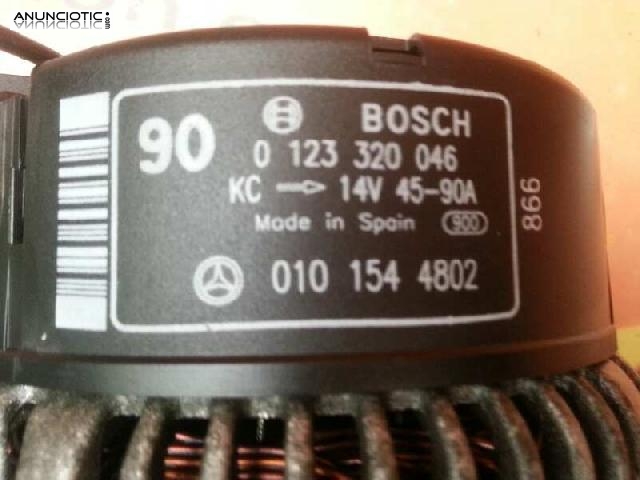 ANUNCIOTIC.com
90
BOSCH
0 123 320 046
KC 14V 45-90A
Made in Spain 900
010 154 4802
866